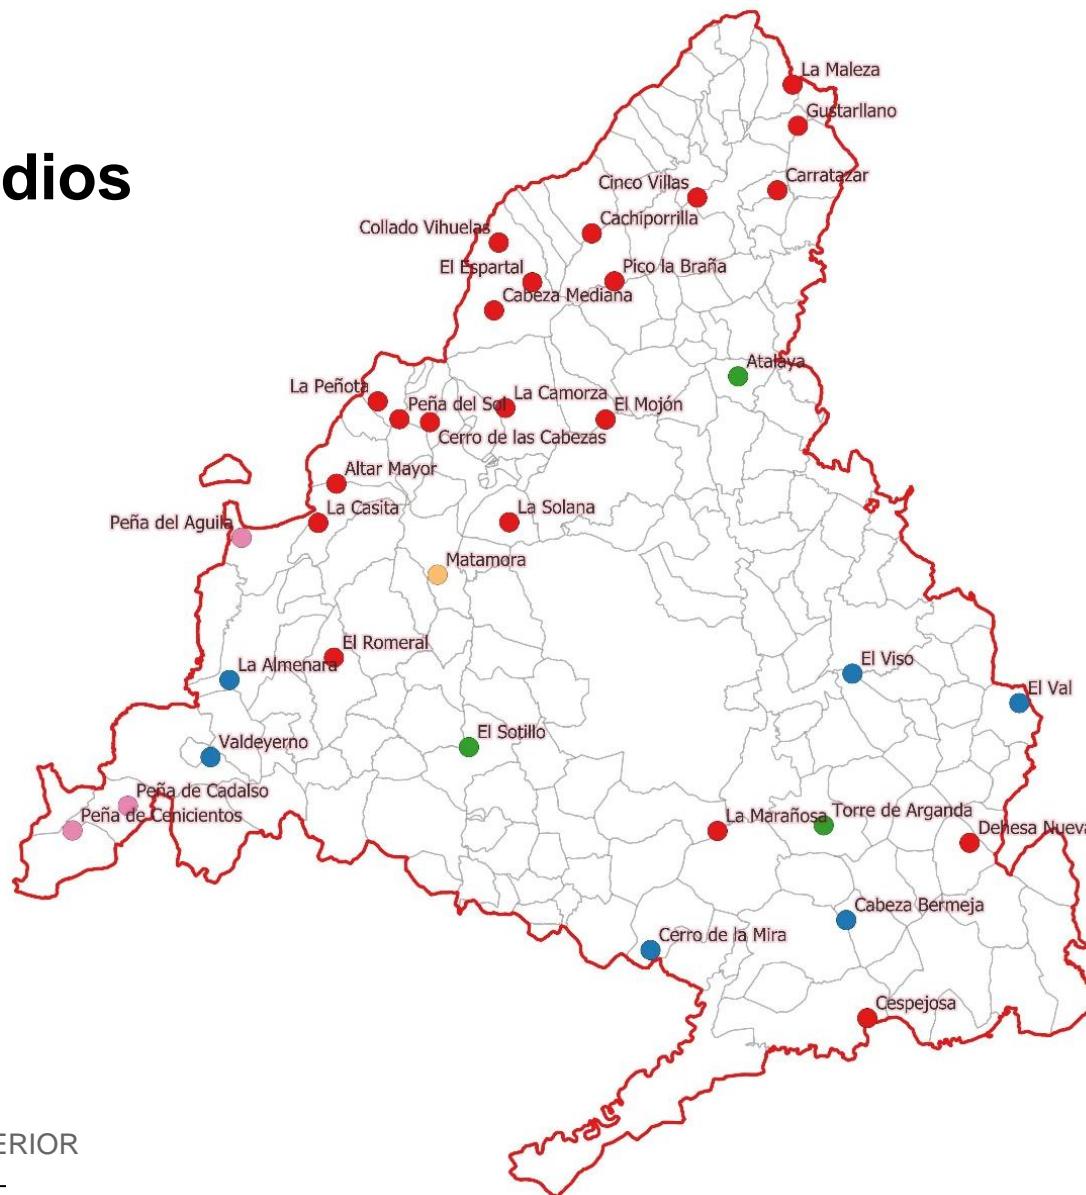 La Maleza
Gustarllano
dios
Carratazar
Cinco Villas
Cachiporrilla
Collado Vihuelas
El Espartal
Pico la Braña
Cabeza Mediana
Atalaya
La Peñota
La Camorza
Peña del Sol
El Mojón
Cerro de las Cabezas
Altar Mayor
La Casita
La Solana
Peña del Aguila
Matamora
El Romeral
La Almenara
El Viso
El Val
El Sotillo
Valdeyerno
Peña de Cadalso
Peña de Cenicientos
La Marañosa
Torre de Arganda
Dehesa Nueva
Cabeza Bermeja
Cerro de la Mira
Cespejosa
ERIOR